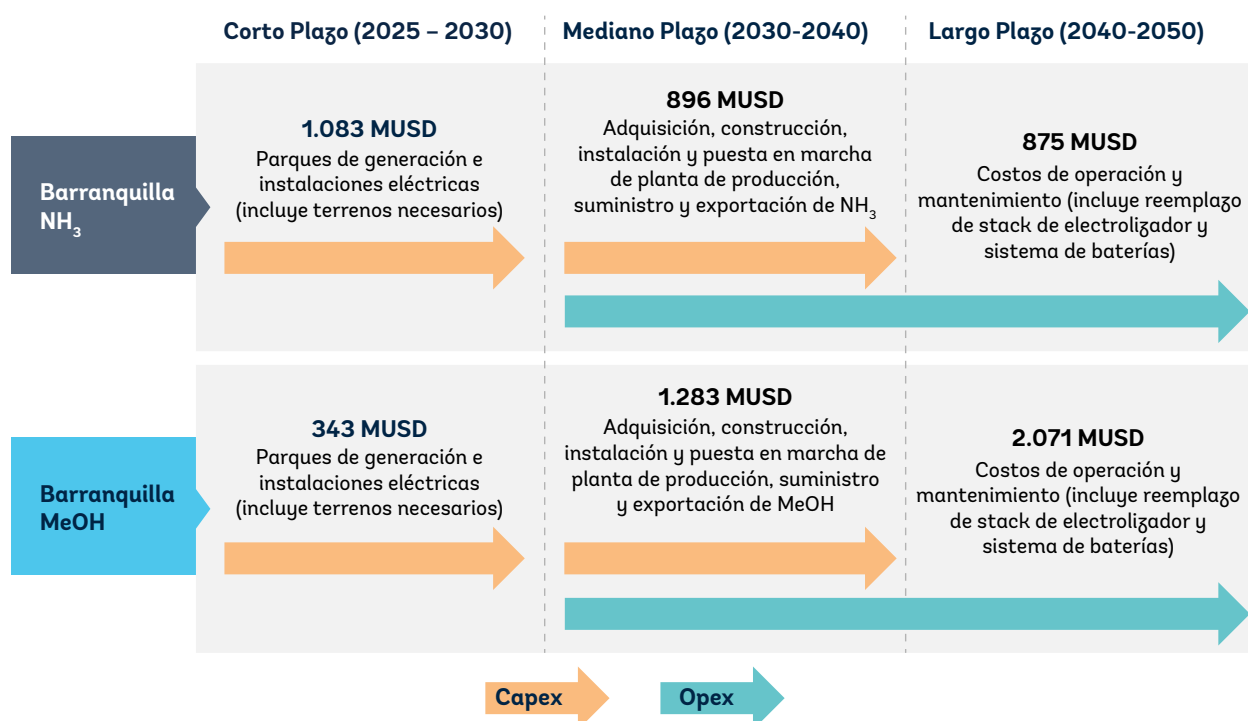 Corto Plazo (2025 – 2030)
Mediano Plazo (2030-2040)
Largo Plazo (2040-2050)
Barranquilla
NH₃
1.083 MUSD
Parques de generación e
instalaciones eléctricas
(incluye terrenos necesarios)
896 MUSD
Adquisición, construcción,
instalación y puesta en marcha
de planta de producción,
suministro y exportación de NH₃
875 MUSD
Costos de operación y
mantenimiento (incluye reemplazo
de stack de electrolizador y
sistema de baterías)
Barranquilla
MeOH
343 MUSD
Parques de generación e
instalaciones eléctricas
(incluye terrenos necesarios)
1.283 MUSD
Adquisición, construcción,
instalación y puesta en marcha de
planta de producción, suministro
y exportación de MeOH
2.071 MUSD
Costos de operación y
mantenimiento (incluye reemplazo
de stack de electrolizador y
sistema de baterías)
Capex
Opex